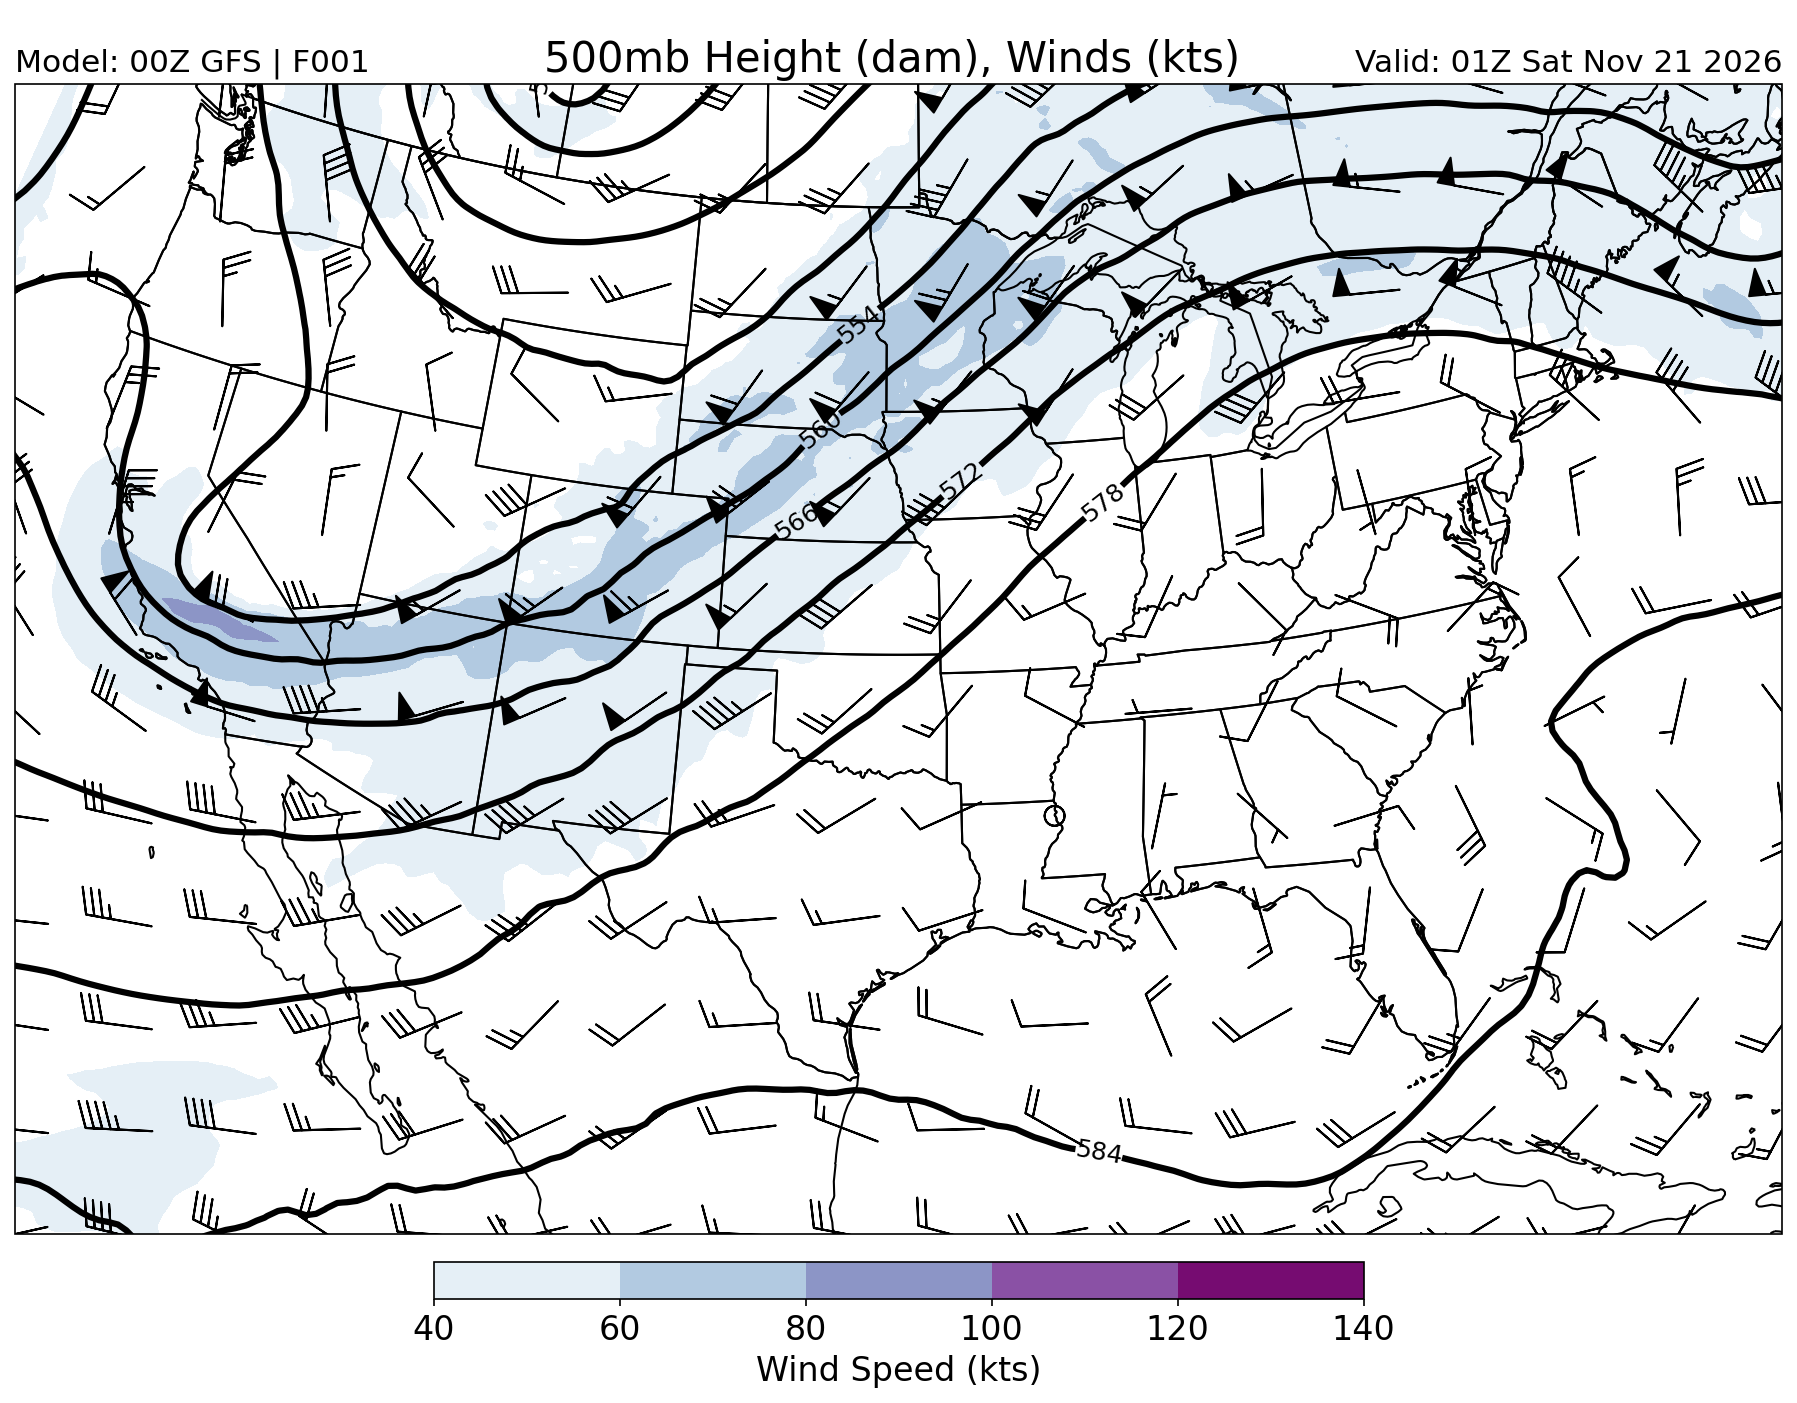 Model: 00Z GFS | F001
500mb Height (dam), Winds (kts)
Valid: 01Z Sat Nov 21 2026
554
560
572
578
566
584
40 60 80 100 120 140
Wind Speed (kts)